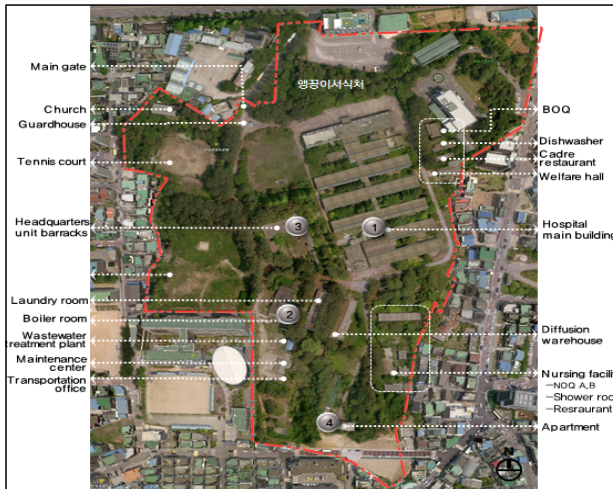 Main gate
Church
Guardhouse
Tennis court
Headquarters
unit barracks
Laundry room
Boiler room
Wastewater
treatment plant
Maintenance
center
Transportation
office
맹꽁이서식처
3
1
2
4
N
BOQ
Dishwasher
Cadre
restaurant
Welfare hall
Hospital
main building
Diffusion
warehouse
Nursing facili
—NOQ A,B
—Shower roo
—Resraurant
Apartment